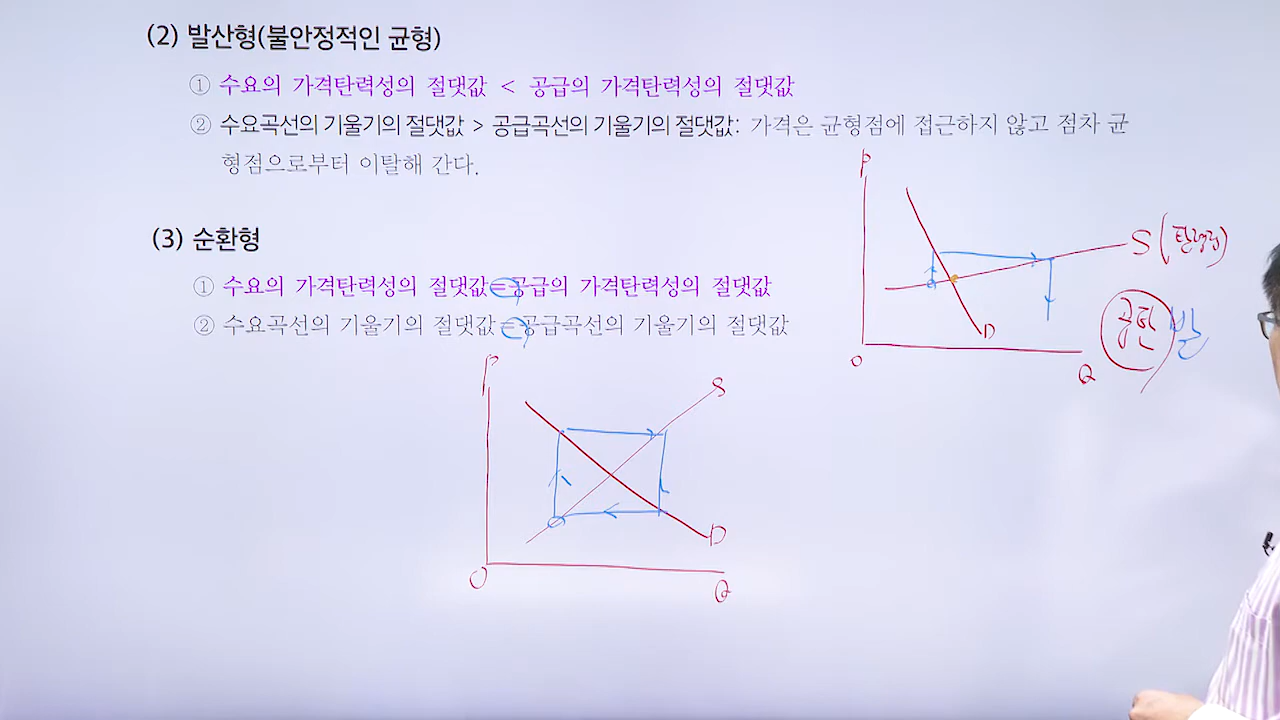 (2) 발산형(불안정적인 균형)
① 수요의 가격탄력성의 절댓값 < 공급의 가격탄력성의 절댓값
② 수요곡선의 기울기의 절댓값 > 공급곡선의 기울기의 절댓값: 가격은 균형점에 접근하지 않고 점차 균
형점으로부터 이탈해 간다.
P
S (탄력적)
D
공탄 발
O
Q
(3) 순환형
① 수요의 가격탄력성의 절댓값=공급의 가격탄력성의 절댓값
② 수요곡선의 기울기의 절댓값=공급곡선의 기울기의 절댓값
P
S
D
O
Q